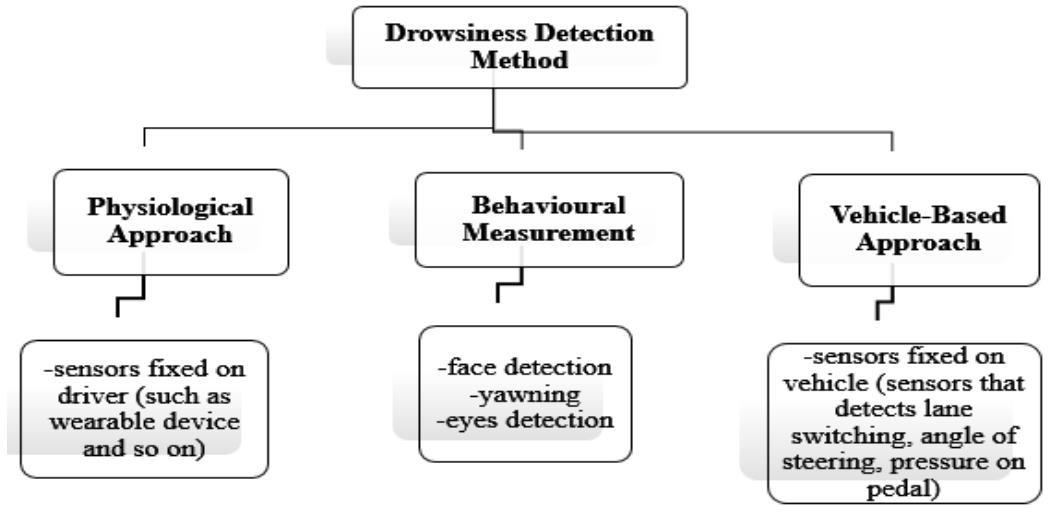 Drowsiness Detection
Method
Physiological
Approach
Behavioural
Measurement
Vehicle-Based
Approach
-sensors fixed on
driver (such as
wearable device
and so on)
-face detection
-yawning
-eyes detection
-sensors fixed on
vehicle (sensors that
detects lane
switching, angle of
steering, pressure on
pedal)